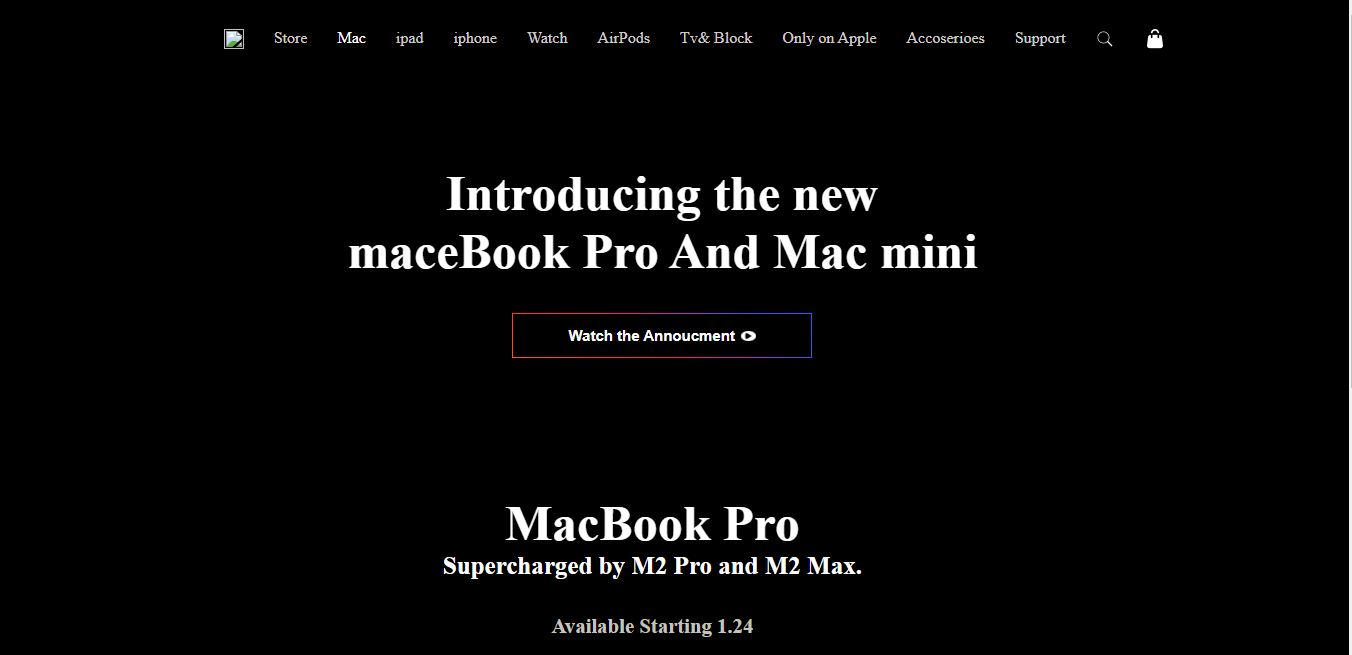 Store Mac ipad iphone Watch AirPods Tv& Block Only on Apple Accoserioes Support
Introducing the new
maceBook Pro And Mac mini
Watch the Annoucment
MacBook Pro
Supercharged by M2 Pro and M2 Max.
Available Starting 1.24